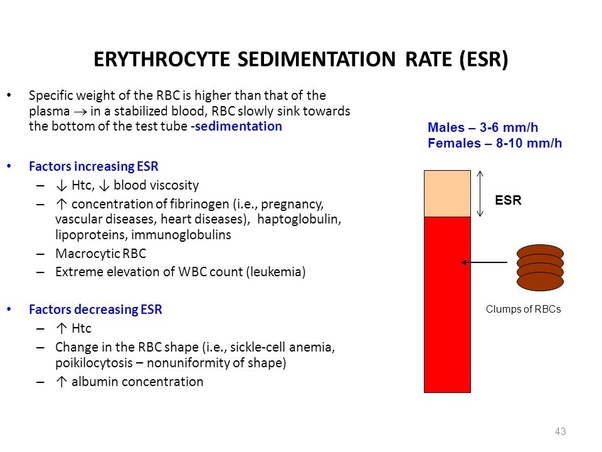 ERYTHROCYTE SEDIMENTATION RATE (ESR)
• Specific weight of the RBC is higher than that of the
plasma → in a stabilized blood, RBC slowly sink towards
the bottom of the test tube -sedimentation
• Factors increasing ESR
– ↓ Htc, ↓ blood viscosity
– ↑ concentration of fibrinogen (i.e., pregnancy,
vascular diseases, heart diseases), haptoglobulin,
lipoproteins, immunoglobulins
– Macrocytic RBC
– Extreme elevation of WBC count (leukemia)
• Factors decreasing ESR
– ↑ Htc
– Change in the RBC shape (i.e., sickle-cell anemia,
poikilocytosis – nonuniformity of shape)
– ↑ albumin concentration
Males – 3-6 mm/h
Females – 8-10 mm/h
ESR
Clumps of RBCs
43